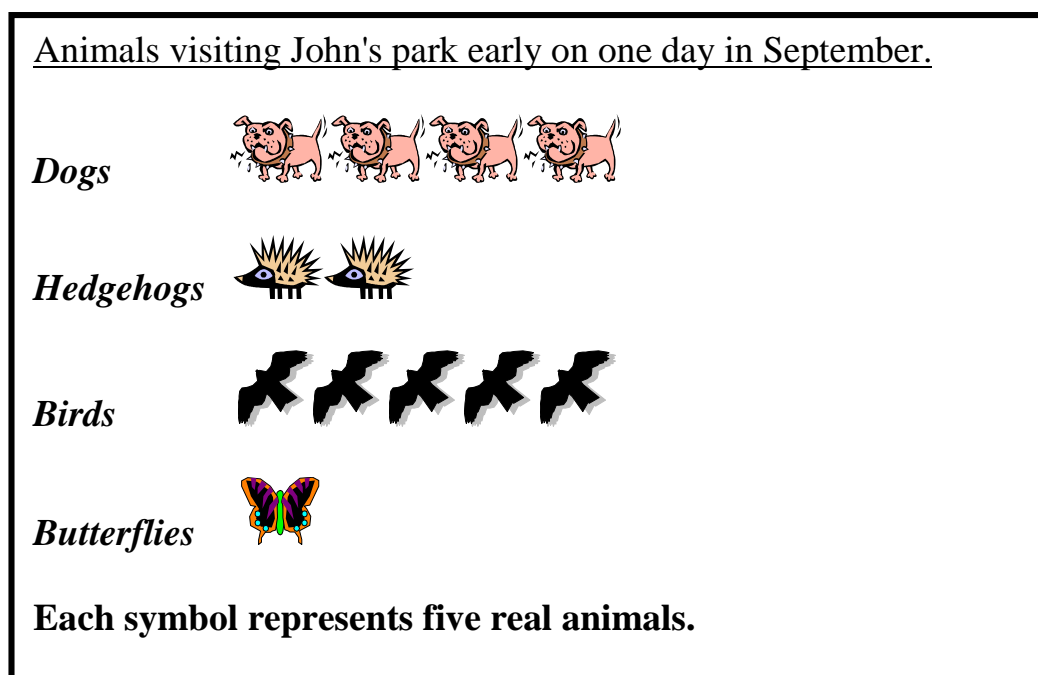 Animals visiting John's park early on one day in September.
Dogs
Hedgehogs
Birds
Butterflies
Each symbol represents five real animals.